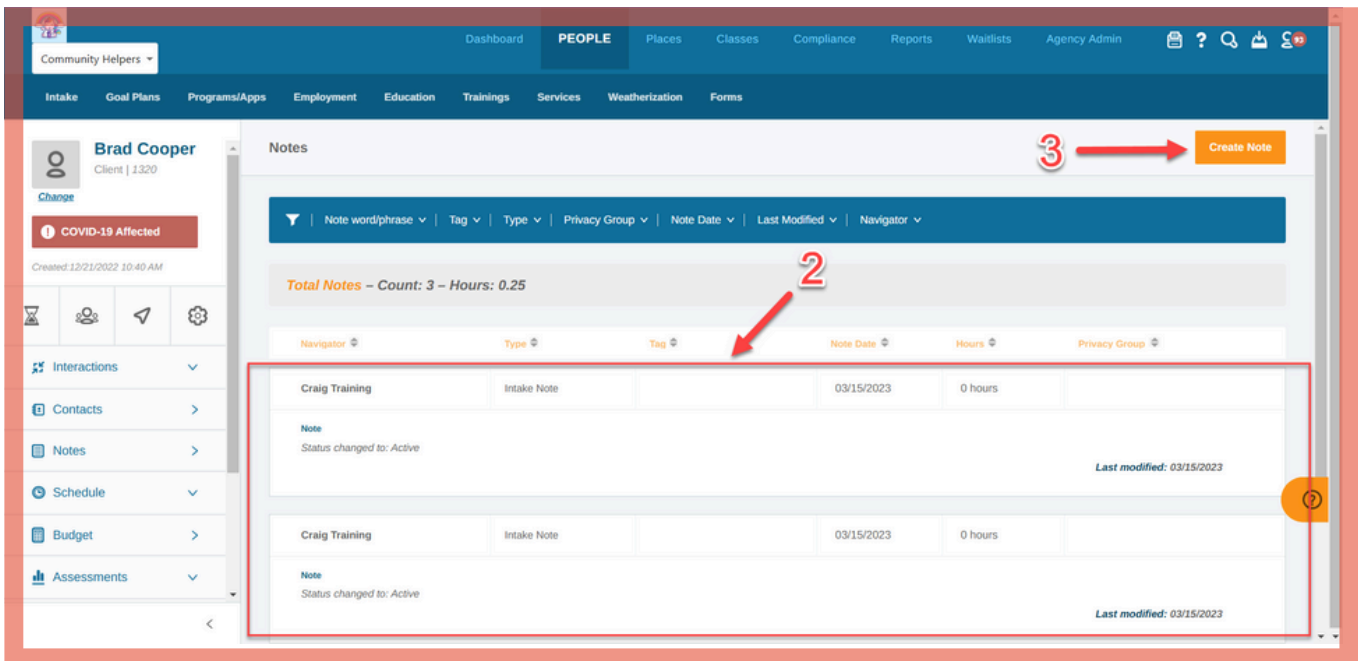 Community Helpers
Dashboard PEOPLE Places Classes Compliance Reports Waitlists Agency Admin ? 93
Intake Goal Plans Programs/Apps Employment Education Trainings Services Weatherization Forms
Brad Cooper
Client | 1320
Change
COVID-19 Affected
Created:12/21/2022 10:40 AM
Interactions
Contacts
Notes
Schedule
Budget
Assessments
Notes
3
Create Note
Note word/phrase | Tag | Type | Privacy Group | Note Date | Last Modified | Navigator
2
Total Notes – Count: 3 – Hours: 0.25
Navigator Type Tag Note Date Hours Privacy Group
Craig Training Intake Note 03/15/2023 0 hours
Note
Status changed to: Active
Last modified: 03/15/2023
Craig Training Intake Note 03/15/2023 0 hours
Note
Status changed to: Active
Last modified: 03/15/2023
?